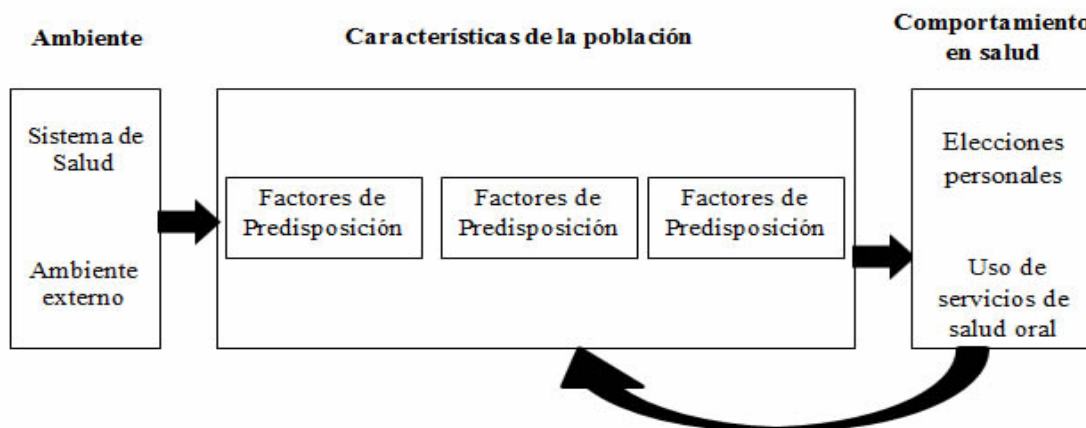 Ambiente
Características de la población
Comportamiento
en salud
Sistema de
Salud
Ambiente
externo
Factores de
Predisposición
Factores de
Predisposición
Factores de
Predisposición
Elecciones
personales
Uso de
servicios de
salud oral